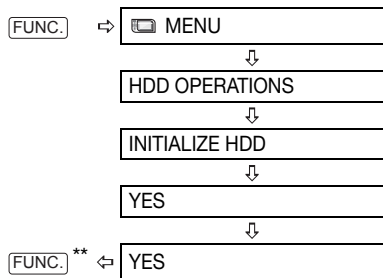 FUNC. ⇨ MENU
⇩
HDD OPERATIONS
⇩
INITIALIZE HDD
⇩
YES
⇩
FUNC. ** ⇦ YES